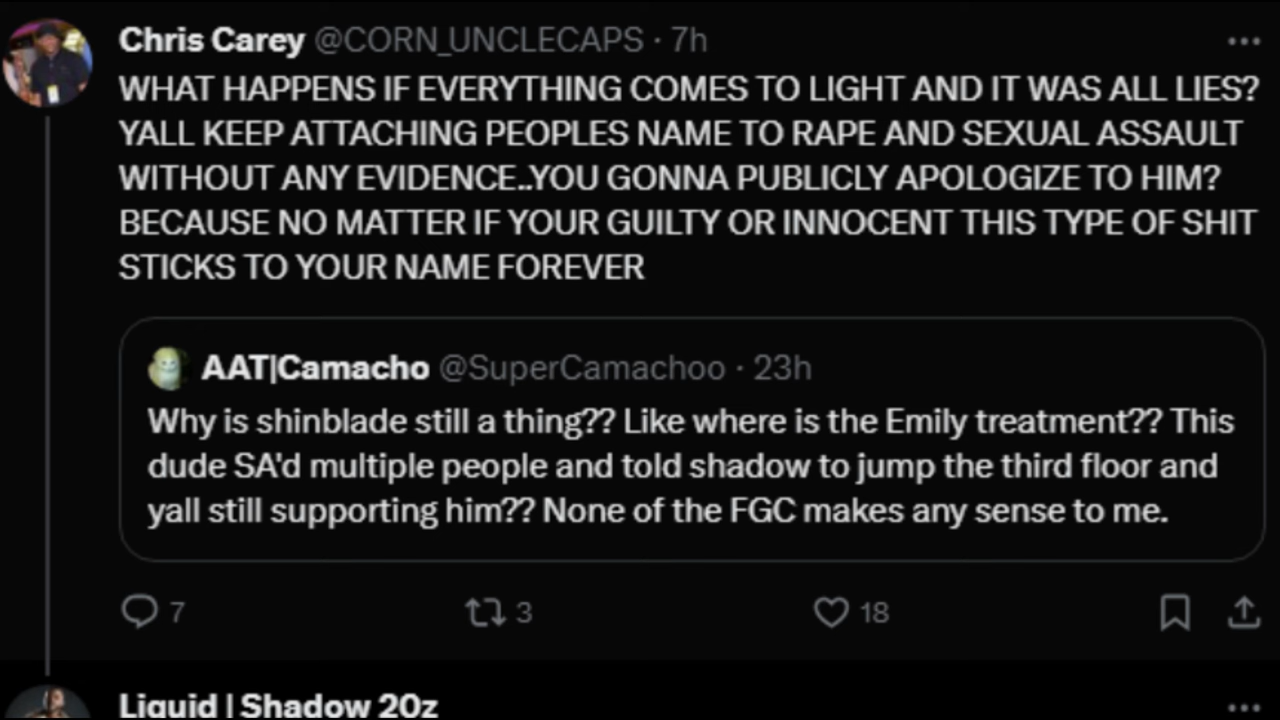 Chris Carey @CORN_UNCLECAPS · 7h
WHAT HAPPENS IF EVERYTHING COMES TO LIGHT AND IT WAS ALL LIES?
YALL KEEP ATTACHING PEOPLES NAME TO RAPE AND SEXUAL ASSAULT
WITHOUT ANY EVIDENCE..YOU GONNA PUBLICLY APOLOGIZE TO HIM?
BECAUSE NO MATTER IF YOUR GUILTY OR INNOCENT THIS TYPE OF SHIT
STICKS TO YOUR NAME FOREVER
AAT|Camacho @SuperCamachoo · 23h
Why is shinblade still a thing?? Like where is the Emily treatment?? This
dude SA'd multiple people and told shadow to jump the third floor and
yall still supporting him?? None of the FGC makes any sense to me.
7 3 18
Liquid | Shadow 20z